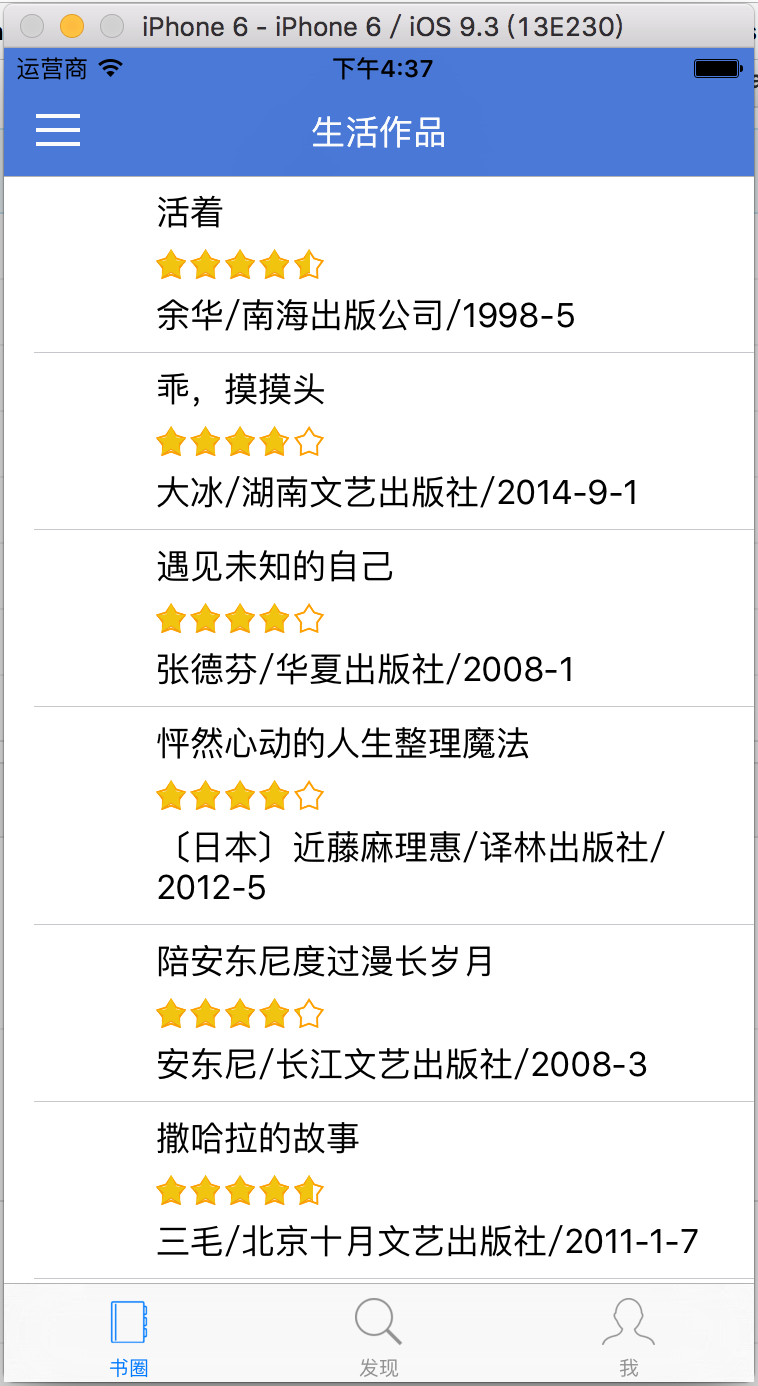 iPhone 6 - iPhone 6 / iOS 9.3 (13E230)
运营商 下午4:37
生活作品
活着
余华/南海出版公司/1998-5
乖，摸摸头
大冰/湖南文艺出版社/2014-9-1
遇见未知的自己
张德芬/华夏出版社/2008-1
怦然心动的人生整理魔法
〔日本〕近藤麻理惠/译林出版社/
2012-5
陪安东尼度过漫长岁月
安东尼/长江文艺出版社/2008-3
撒哈拉的故事
三毛/北京十月文艺出版社/2011-1-7
书圈 发现 我